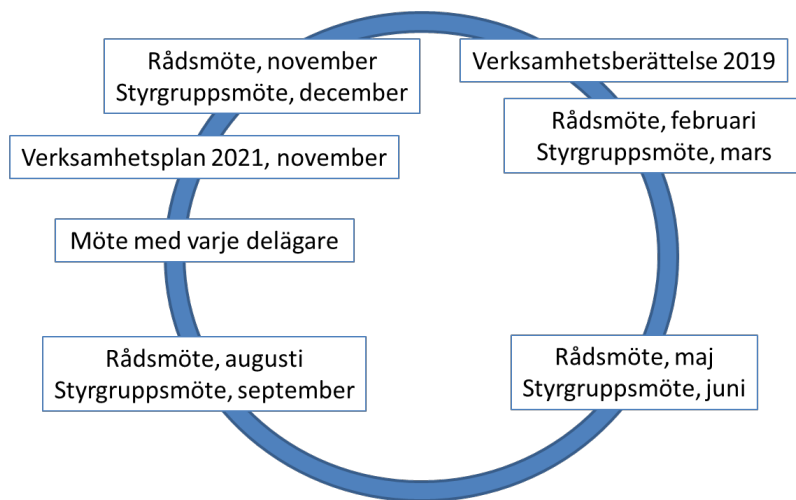 Rådsmöte, november
Styrgruppsmöte, december
Verksamhetsberättelse 2019
Rådsmöte, februari
Styrgruppsmöte, mars
Verksamhetsplan 2021, november
Möte med varje delägare
Rådsmöte, augusti
Styrgruppsmöte, september
Rådsmöte, maj
Styrgruppsmöte, juni